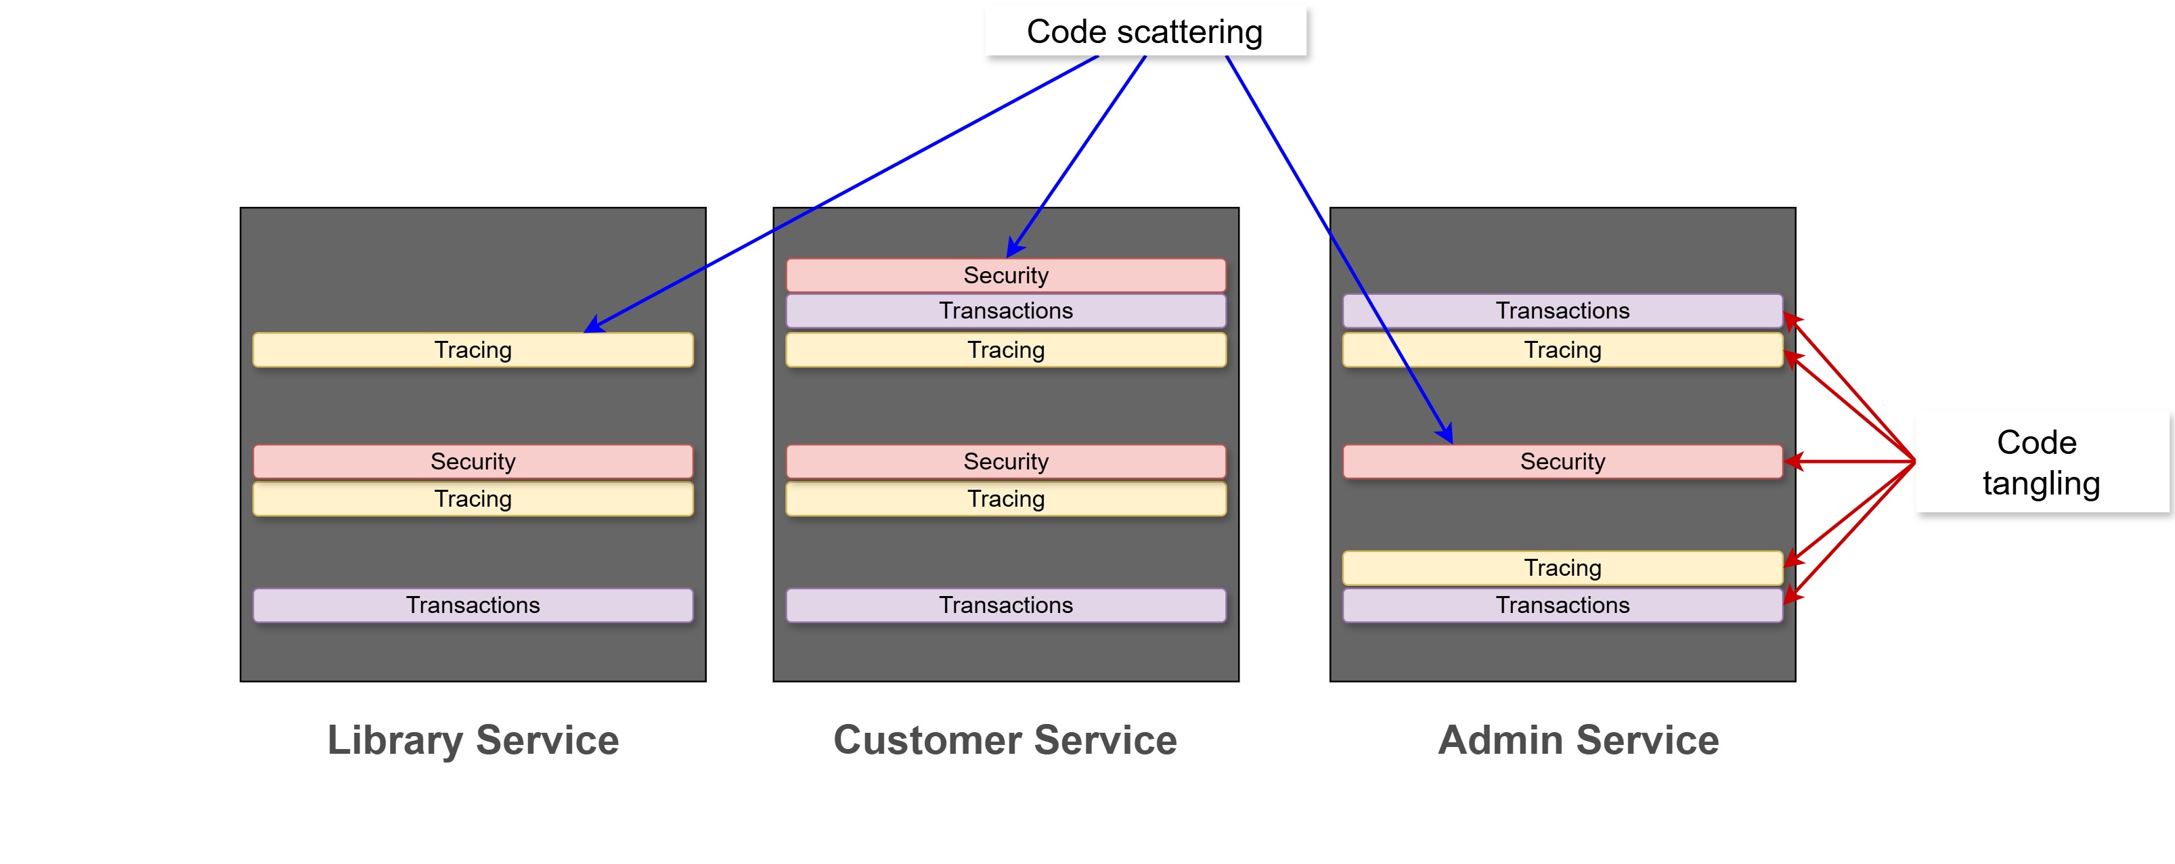 Code scattering
Tracing
Security
Tracing
Transactions
Library Service
Security
Transactions
Tracing
Security
Tracing
Transactions
Customer Service
Transactions
Tracing
Security
Tracing
Transactions
Admin Service
Code
tangling